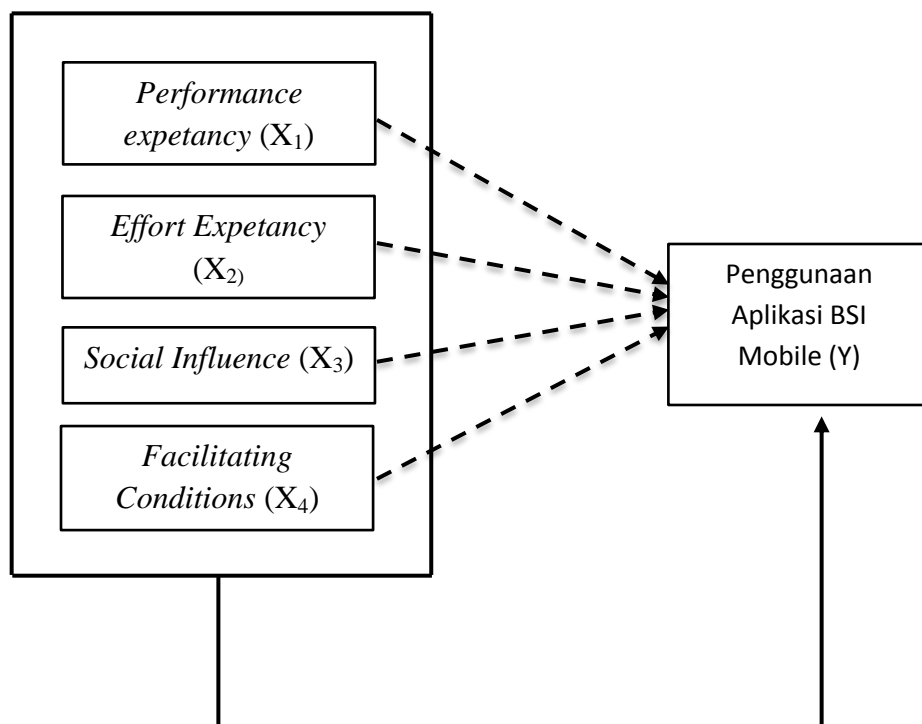 Performance
expetancy (X₁)
Effort Expetancy
(X₂)
Social Influence (X₃)
Facilitating
Conditions (X₄)
Penggunaan
Aplikasi BSI
Mobile (Y)